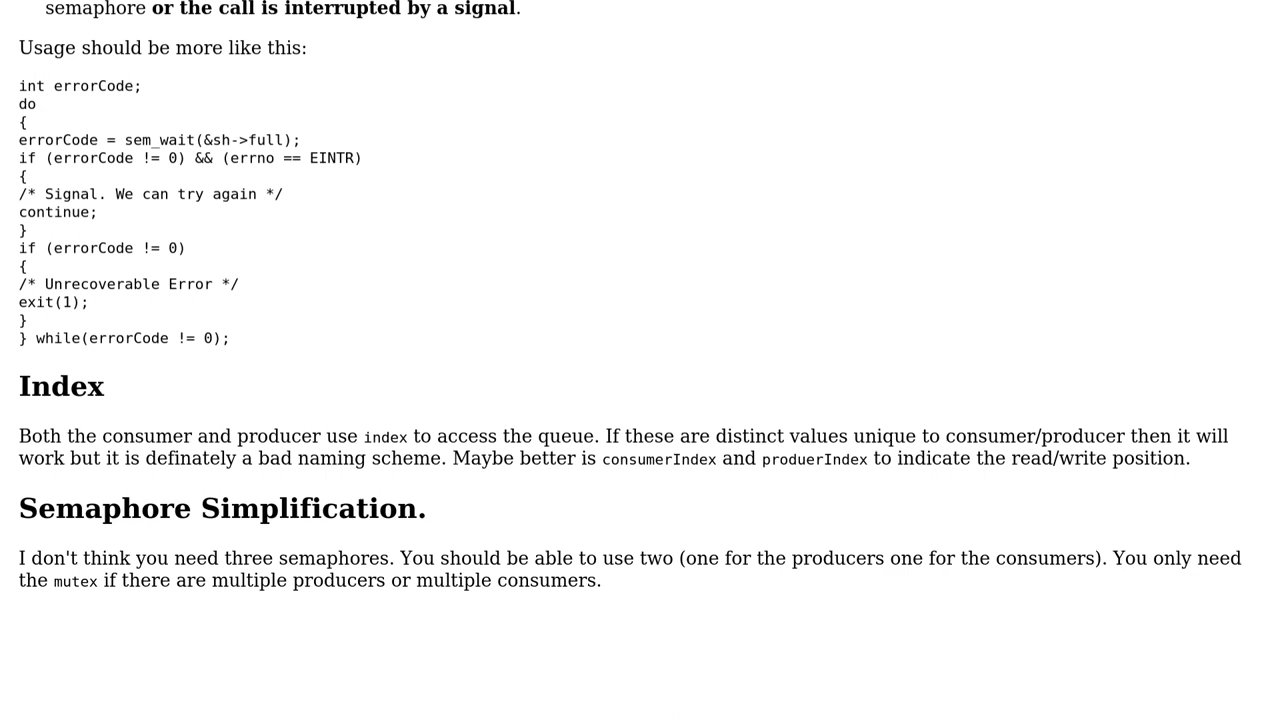 semaphore or the call is interrupted by a signal.
Usage should be more like this:
int errorCode;
do
{
errorCode = sem_wait(&sh->full);
if (errorCode != 0) && (errno == EINTR)
{
/* Signal. We can try again */
continue;
}
if (errorCode != 0)
{
/* Unrecoverable Error */
exit(1);
}
} while(errorCode != 0);
Index
Both the consumer and producer use index to access the queue. If these are distinct values unique to consumer/producer then it will
work but it is definately a bad naming scheme. Maybe better is consumerIndex and produerIndex to indicate the read/write position.
Semaphore Simplification.
I don't think you need three semaphores. You should be able to use two (one for the producers one for the consumers). You only need
the mutex if there are multiple producers or multiple consumers.